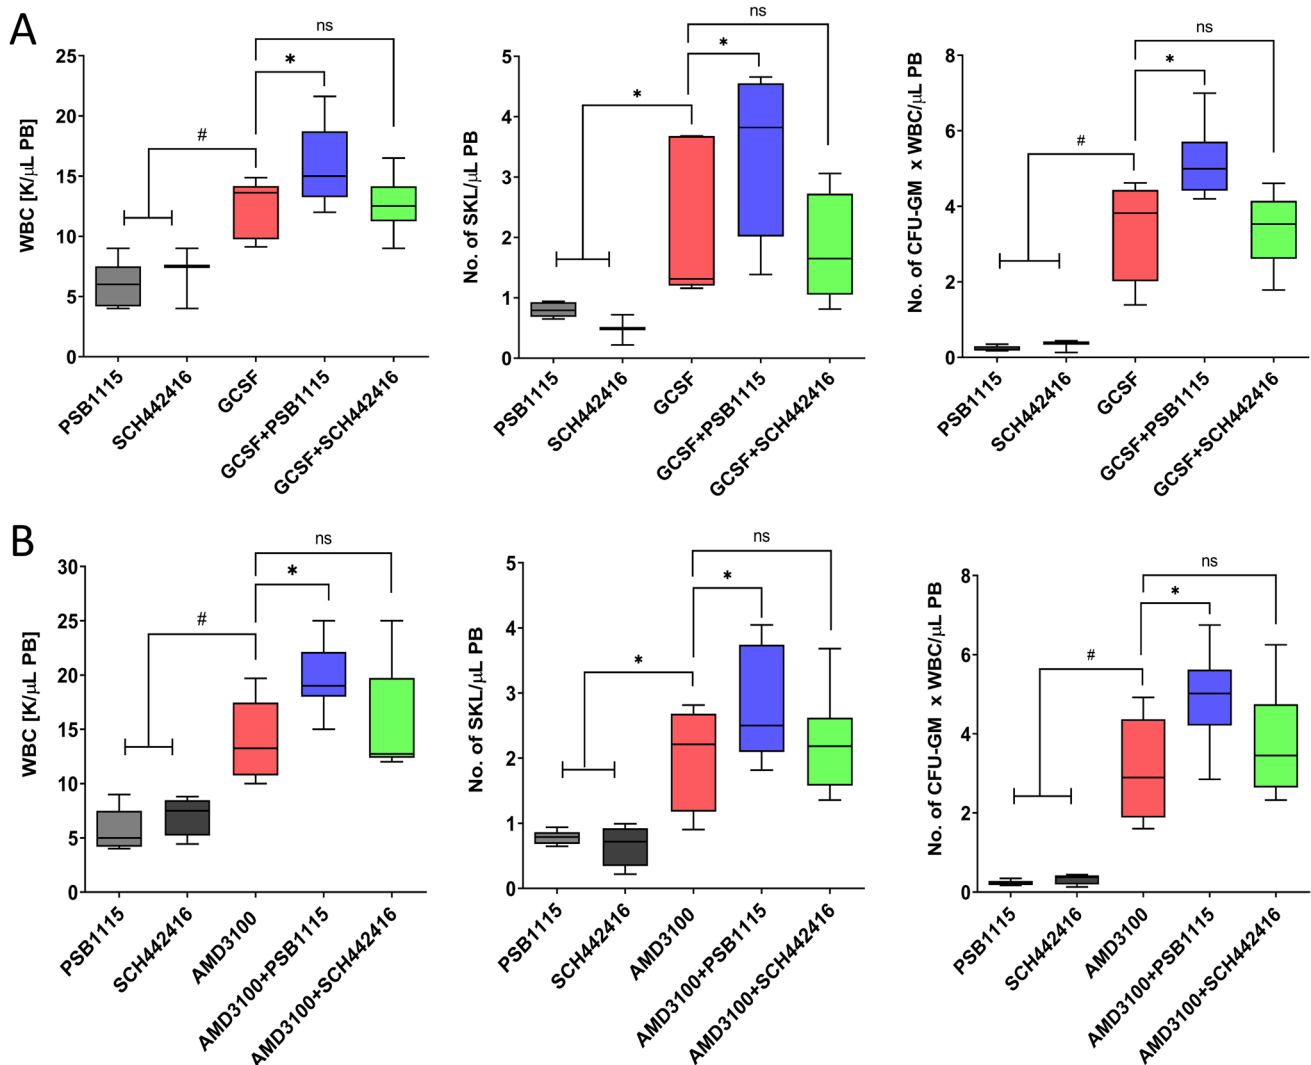 A
WBC [K/µL PB]
25
20
15
10
5
0
#
*
ns
PSB1115
SCH442416
GCSF
GCSF+PSB1115
GCSF+SCH442416
No. of SKL/µL PB
5
4
3
2
1
0
*
*
ns
PSB1115
SCH442416
GCSF
GCSF+PSB1115
GCSF+SCH442416
No. of CFU-GM x WBC/µL PB
8
6
4
2
0
#
*
ns
PSB1115
SCH442416
GCSF
GCSF+PSB1115
GCSF+SCH442416
B
WBC [K/µL PB]
30
25
20
15
10
5
0
#
*
ns
PSB1115
SCH442416
AMD3100
AMD3100+PSB1115
AMD3100+SCH442416
No. of SKL/µL PB
5
4
3
2
1
0
*
*
ns
PSB1115
SCH442416
AMD3100
AMD3100+PSB1115
AMD3100+SCH442416
No. of CFU-GM x WBC/µL PB
8
6
4
2
0
#
*
ns
PSB1115
SCH442416
AMD3100
AMD3100+PSB1115
AMD3100+SCH442416